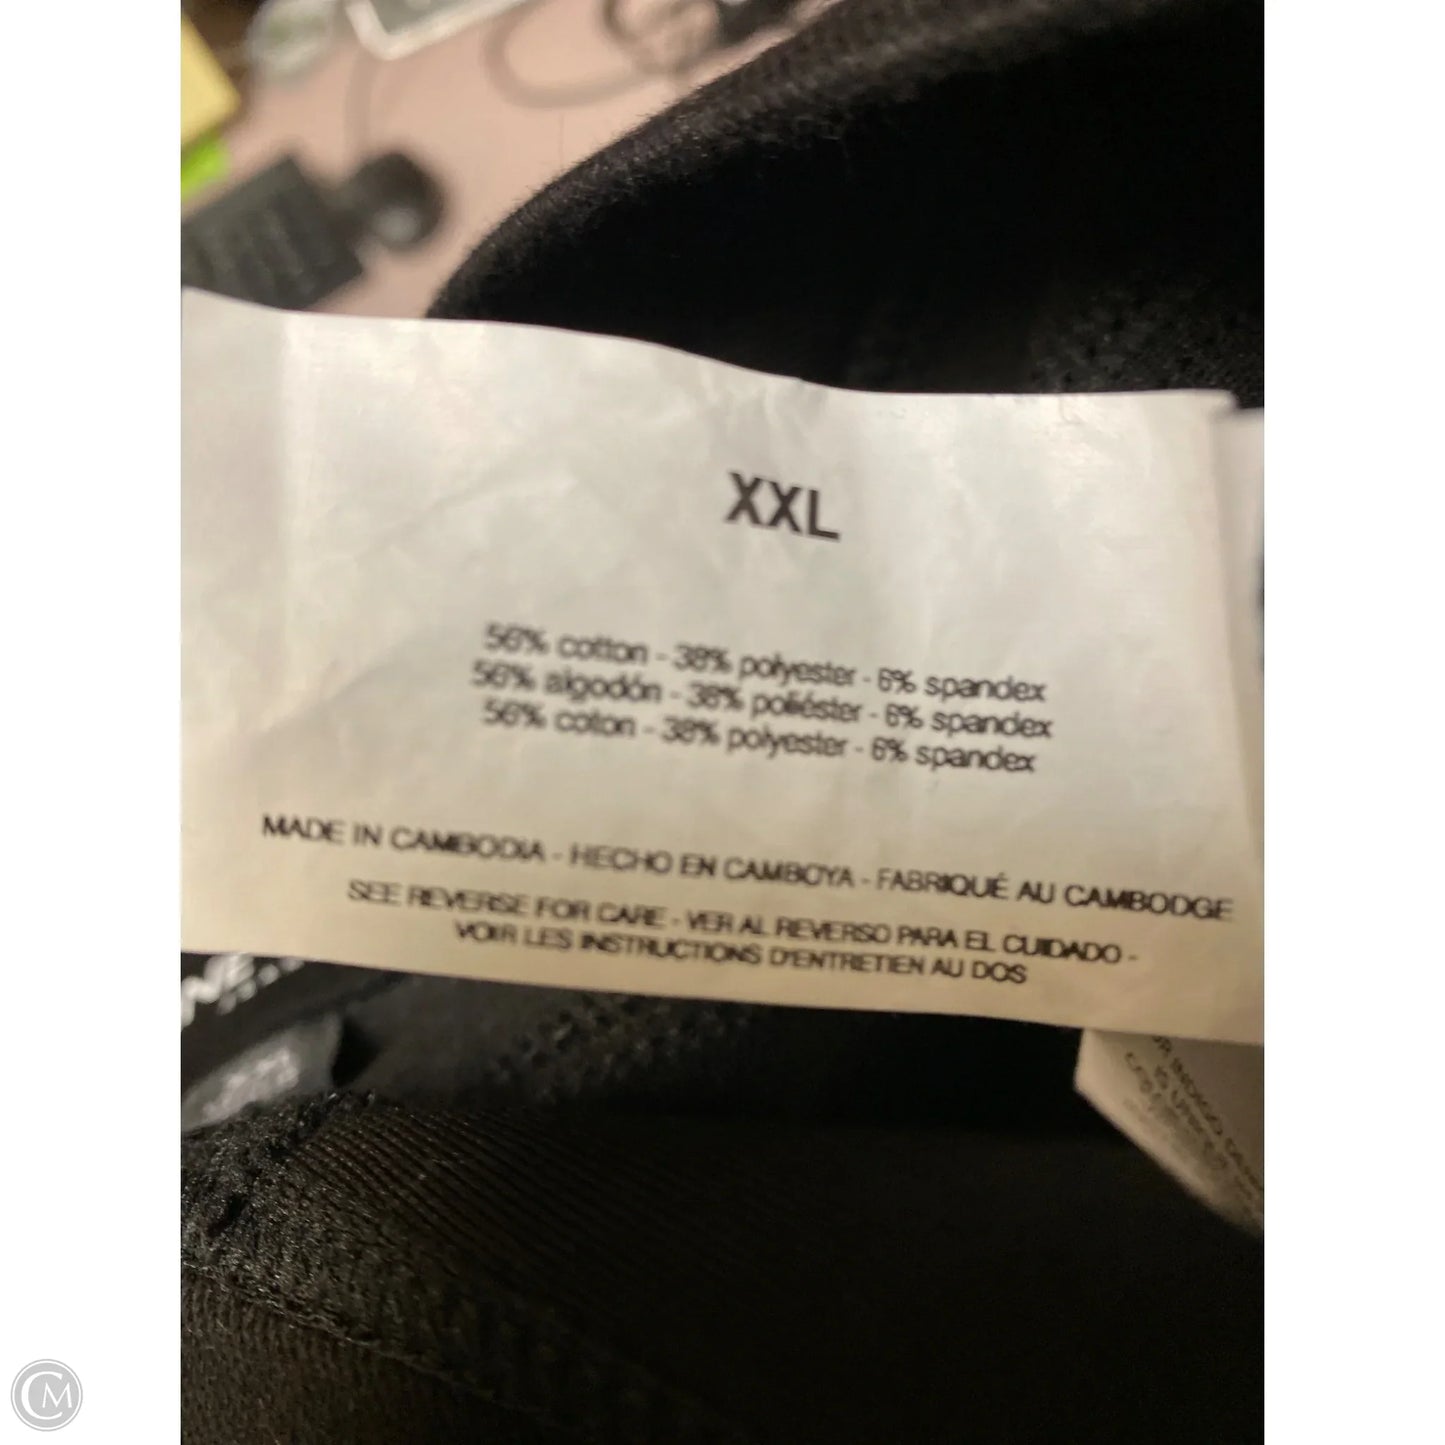 XXL
56% cotton - 38% polyester - 6% spandex
56% algodón - 38% poliéster - 6% spandex
56% coton - 38% polyester - 6% spandex
MADE IN CAMBODIA - HECHO EN CAMBOYA - FABRIQUÉ AU CAMBODGE
SEE REVERSE FOR CARE - VER AL REVERSO PARA EL CUIDADO -
VOIR LES INSTRUCTIONS D'ENTRETIEN AU DOS
CM